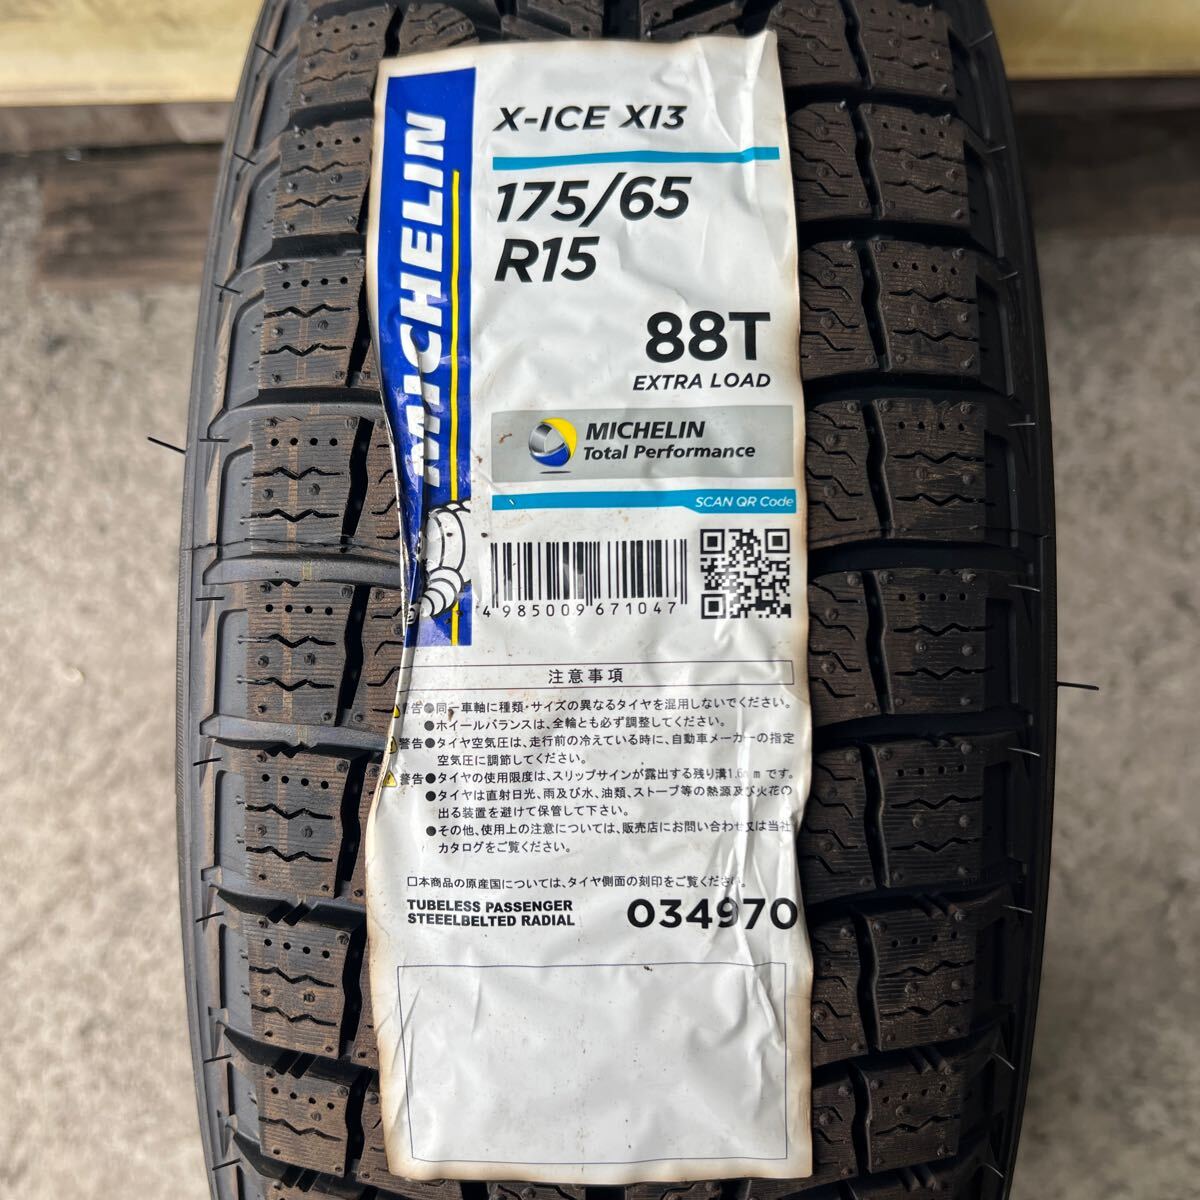 MICHELIN
X-ICE XI3
175/65
R15
88T
EXTRA LOAD
MICHELIN
Total Performance
SCAN QR Code
4 985009 671047
注意事項
警告●同一車軸に種類・サイズの異なるタイヤを混用しないでください。
●ホイールバランスは、全輪とも必ず調整してください。
警告●タイヤ空気圧は、走行前の冷えている時に、自動車メーカーの指定
空気圧に調節してください。
警告●タイヤの使用限度は、スリップサインが露出する残り溝1.6mmです。
●タイヤは直射日光、雨及び水、油類、ストーブ等の熱源及び火花の
出る装置を避けて保管して下さい。
●その他、使用上の注意については、販売店にお問い合わせ又は当社
カタログをご覧ください。
□本商品の原産国については、タイヤ側面の刻印をご覧ください。
TUBELESS PASSENGER
STEEELBELTED RADIAL
034970